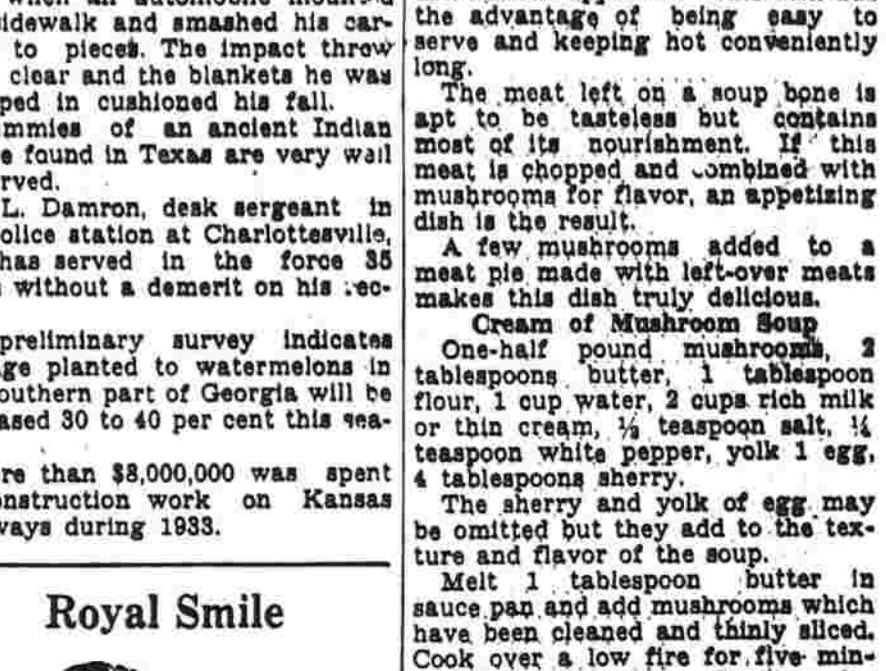 when an automobile mounted
idewalk and smashed his car-
to pieces. The impact throw
clear and the blankets he was
ped in cushioned his fall.
mmies of an ancient Indian
e found in Texas are very wall
rved.
L. Damron, desk sergeant in
olice station at Charlottesville,
has served in the force 35
without a demerit on his .ec-
preliminary survey indicates
ge planted to watermelons in
outhern part of Georgia will be
ased 30 to 40 per cent this sea-
re than $8,000,000 was spent
onstruction work on Kansas
ways during 1933.
Royal Smile
the advantage of being easy to
serve and keeping hot conveniently
long.
The meat left on a soup bone is
apt to be tasteless but contains
most of its nourishment. If this
meat is chopped and combined with
mushrooms for flavor, an appetizing
dish is the result.
A few mushrooms added to a
meat pie made with left-over meats
makes this dish truly delicious.
Cream of Mushroom Soup
One-half pound mushrooms, 2
tablespoons butter, 1 tablespoon
flour, 1 cup water, 2 cups rich milk
or thin cream, ½ teaspoon salt, ¼
teaspoon white pepper, yolk 1 egg,
4 tablespoons sherry.
The sherry and yolk of egg may
be omitted but they add to the tex-
ture and flavor of the soup.
Melt 1 tablespoon butter in
sauce pan and add mushrooms which
have been cleaned and thinly sliced.
Cook over a low fire for five min-